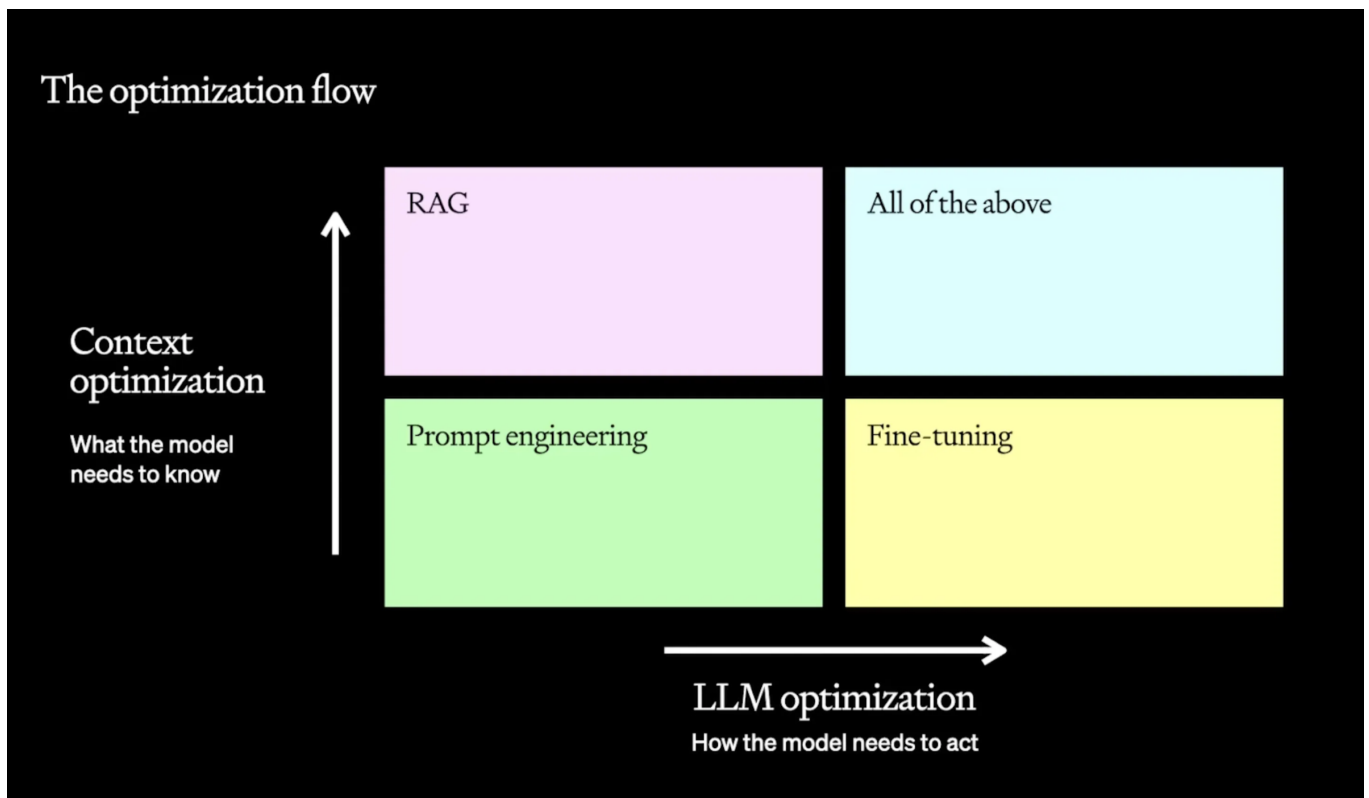 The optimization flow
RAG
All of the above
Context
optimization
What the model
needs to know
Prompt engineering
Fine-tuning
LLM optimization
How the model needs to act